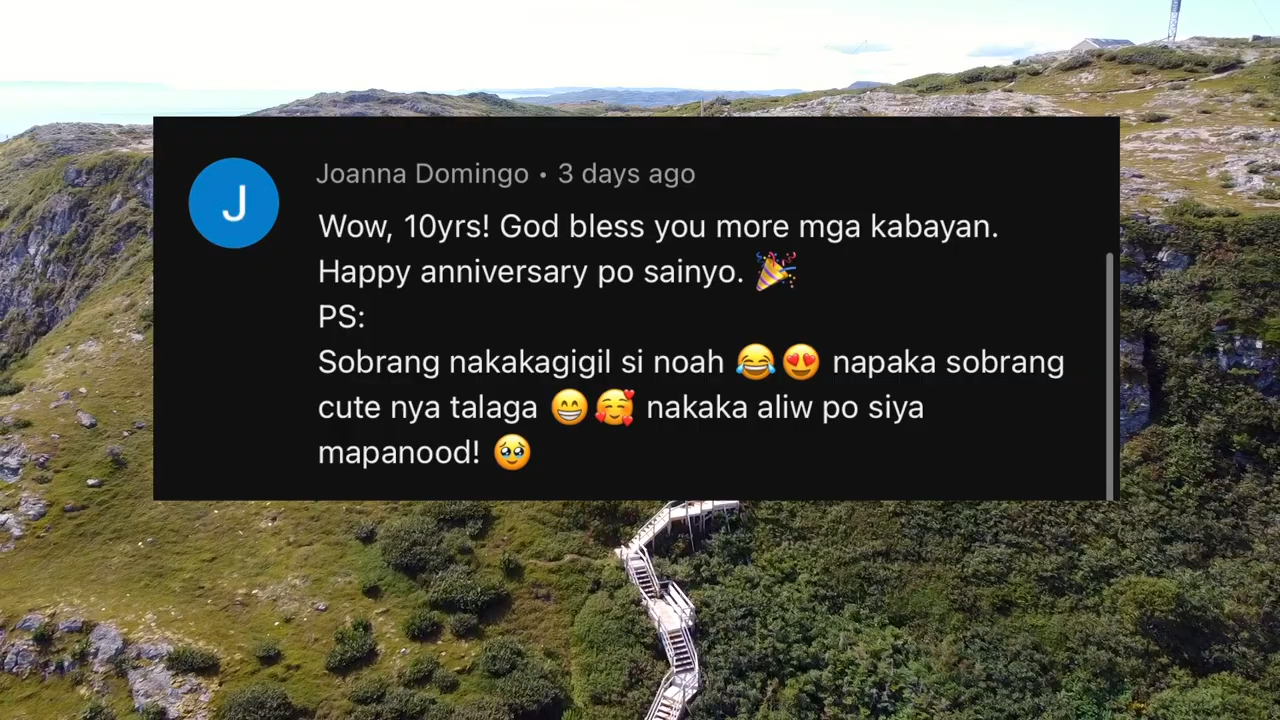 J
Joanna Domingo • 3 days ago
Wow, 10yrs! God bless you more mga kabayan.
Happy anniversary po sainyo. 🎉
PS:
Sobrang nakakagigil si noah 😂😍 napaka sobrang
cute nya talaga 😁🥰 nakaka aliw po siya
mapanood! 🥹